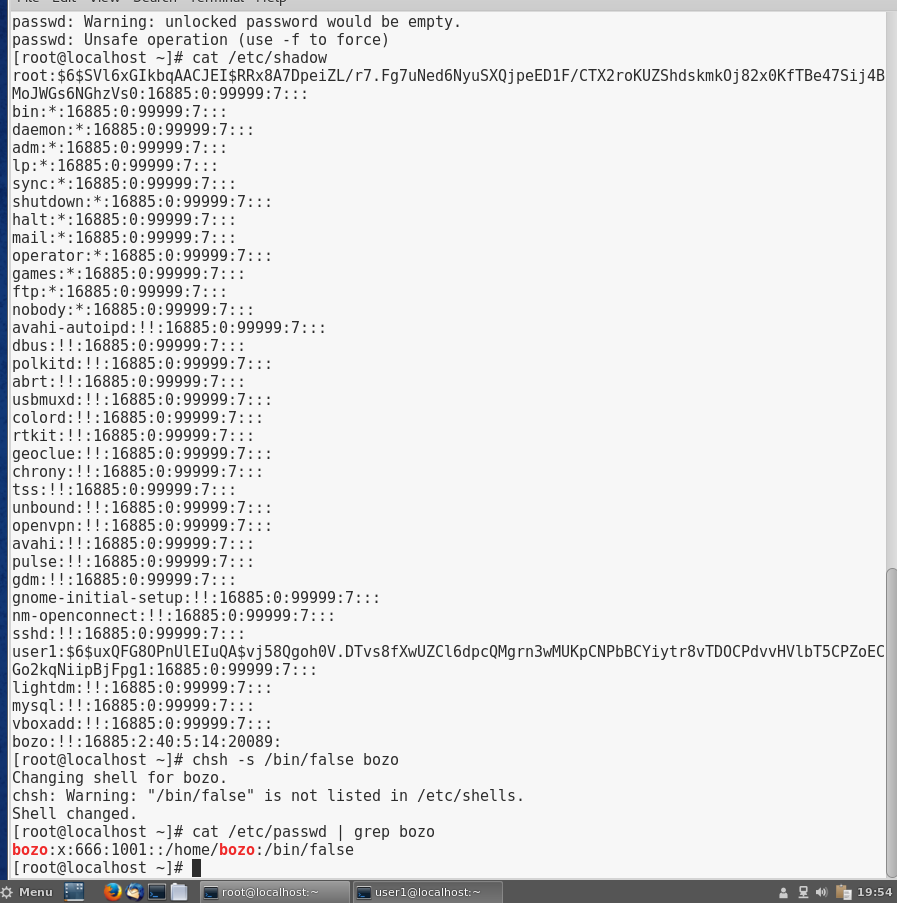 File Edit View Search Terminal Help
passwd: Warning: unlocked password would be empty.
passwd: Unsafe operation (use -f to force)
[root@localhost ~]# cat /etc/shadow
root:$6$SVl6xGIkbqAACJEI$RRx8A7DpeiZL/r7.Fg7uNed6NyuSXQjpeED1F/CTX2roKUZShdskmkOj82x0KfTBe47Sij4B
MoJWGs6NGhzVs0:16885:0:99999:7:::
bin:*:16885:0:99999:7:::
daemon:*:16885:0:99999:7:::
adm:*:16885:0:99999:7:::
lp:*:16885:0:99999:7:::
sync:*:16885:0:99999:7:::
shutdown:*:16885:0:99999:7:::
halt:*:16885:0:99999:7:::
mail:*:16885:0:99999:7:::
operator:*:16885:0:99999:7:::
games:*:16885:0:99999:7:::
ftp:*:16885:0:99999:7:::
nobody:*:16885:0:99999:7:::
avahi-autoipd:!!:16885:0:99999:7:::
dbus:!!:16885:0:99999:7:::
polkitd:!!:16885:0:99999:7:::
abrt:!!:16885:0:99999:7:::
usbmuxd:!!:16885:0:99999:7:::
colord:!!:16885:0:99999:7:::
rtkit:!!:16885:0:99999:7:::
geoclue:!!:16885:0:99999:7:::
chrony:!!:16885:0:99999:7:::
tss:!!:16885:0:99999:7:::
unbound:!!:16885:0:99999:7:::
openvpn:!!:16885:0:99999:7:::
avahi:!!:16885:0:99999:7:::
pulse:!!:16885:0:99999:7:::
gdm:!!:16885:0:99999:7:::
gnome-initial-setup:!!:16885:0:99999:7:::
nm-openconnect:!!:16885:0:99999:7:::
sshd:!!:16885:0:99999:7:::
user1:$6$uxQFG8OPnUlEIuQA$vj58Qgoh0V.DTvs8fXwUZCl6dpcQMgrn3wMUKpCNPbBCYiytr8vTDOCPdvvHVlbT5CPZoEC
Go2kqNiipBjFpg1:16885:0:99999:7:::
lightdm:!!:16885:0:99999:7:::
mysql:!!:16885:0:99999:7:::
vboxadd:!!:16885:0:99999:7:::
bozo:!!:16885:2:40:5:14:20089:
[root@localhost ~]# chsh -s /bin/false bozo
Changing shell for bozo.
chsh: Warning: "/bin/false" is not listed in /etc/shells.
Shell changed.
[root@localhost ~]# cat /etc/passwd | grep bozo
bozo:x:666:1001::/home/bozo:/bin/false
[root@localhost ~]#
Menu root@localhost:~ user1@localhost:~ 19:54